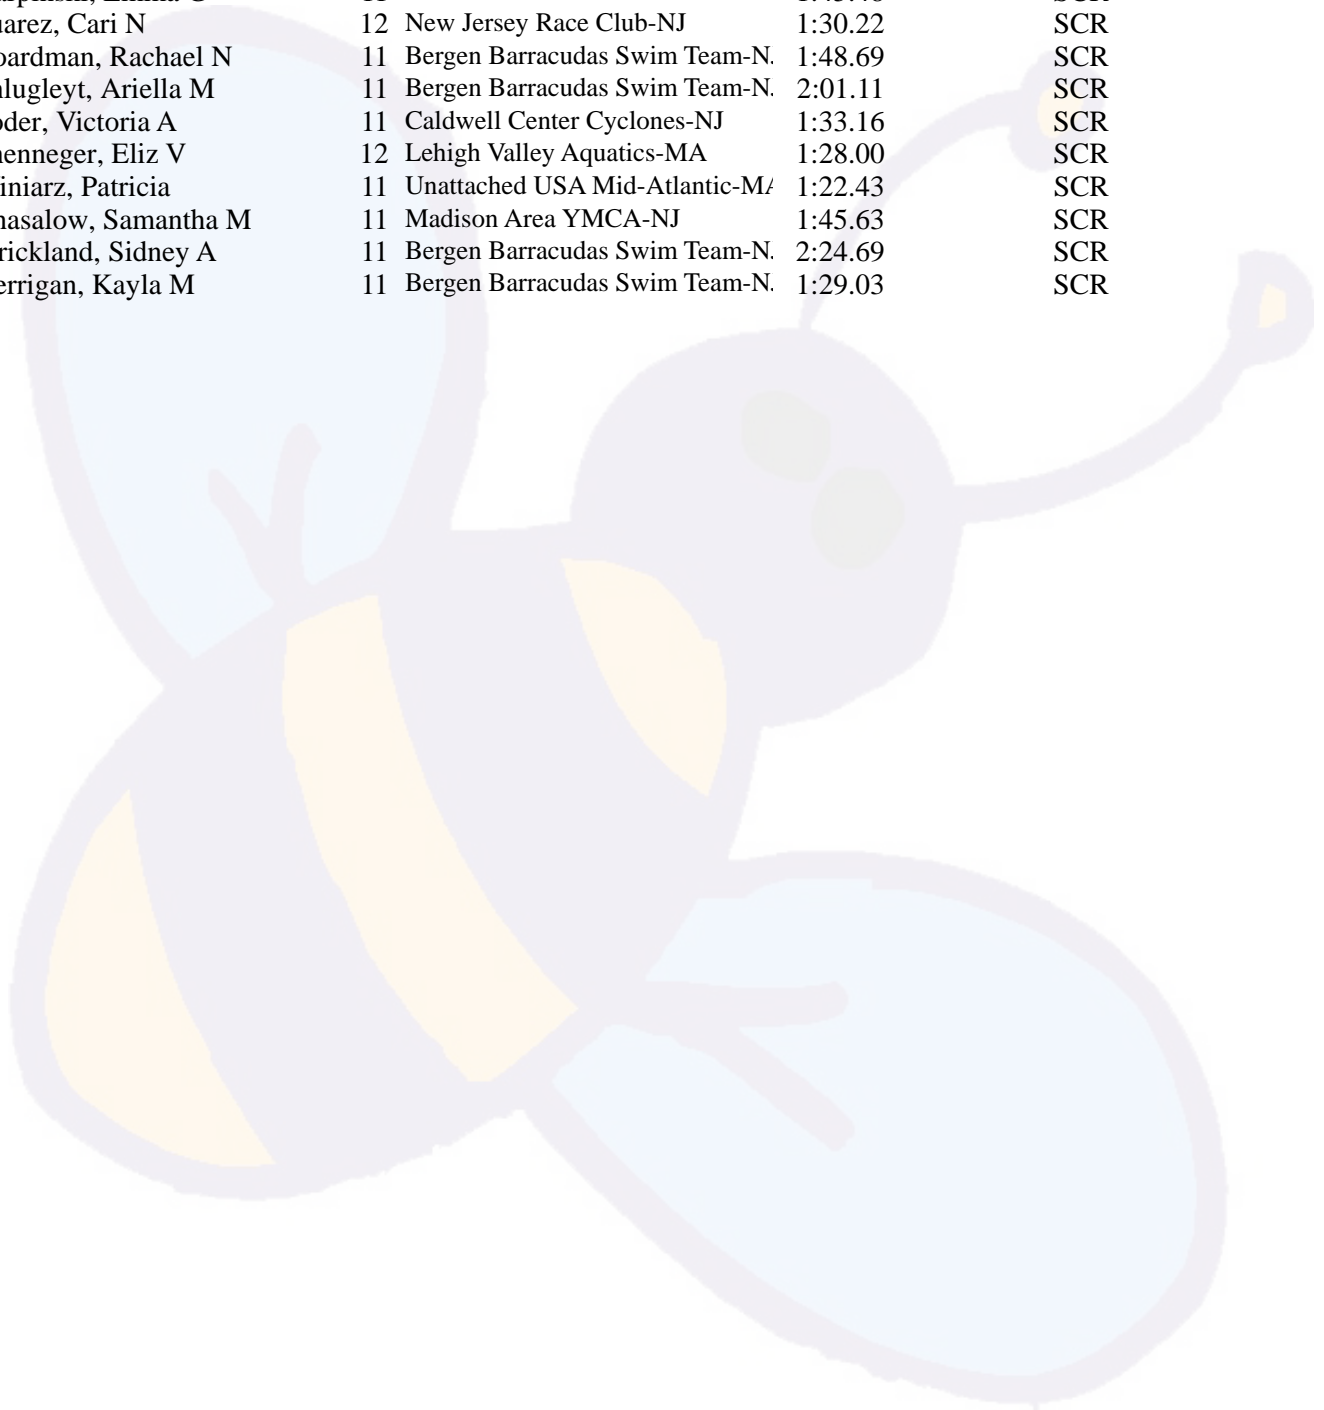 uarez, Cari N 12 New Jersey Race Club-NJ 1:30.22 SCR
oardman, Rachael N 11 Bergen Barracudas Swim Team-N. 1:48.69 SCR
lugleyt, Ariella M 11 Bergen Barracudas Swim Team-N. 2:01.11 SCR
oder, Victoria A 11 Caldwell Center Cyclones-NJ 1:33.16 SCR
enneger, Eliz V 12 Lehigh Valley Aquatics-MA 1:28.00 SCR
iniarz, Patricia 11 Unattached USA Mid-Atlantic-MA 1:22.43 SCR
asalow, Samantha M 11 Madison Area YMCA-NJ 1:45.63 SCR
rickland, Sidney A 11 Bergen Barracudas Swim Team-N. 2:24.69 SCR
errigan, Kayla M 11 Bergen Barracudas Swim Team-N. 1:29.03 SCR